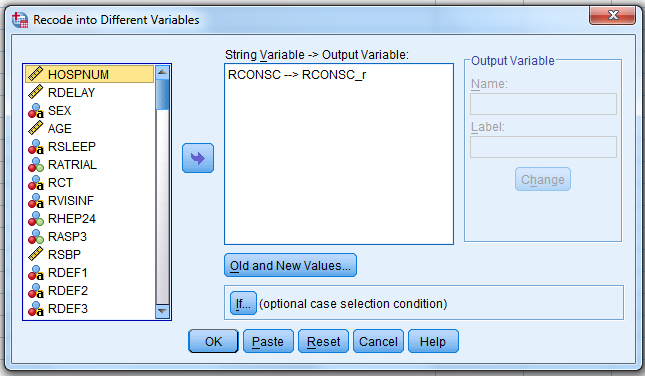 Recode into Different Variables
HOSPNUM
RDELAY
SEX
AGE
RSLEEP
RATRIAL
RCT
RVISINF
RHEP24
RASP3
RSBP
RDEF1
RDEF2
RDEF3
String Variable -> Output Variable:
RCONSC --> RCONSC_r
Output Variable
Name:
Label:
Change
Old and New Values...
If... (optional case selection condition)
OK Paste Reset Cancel Help